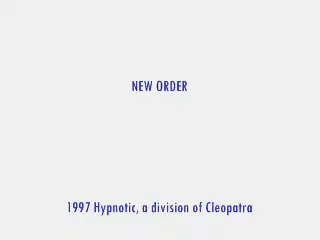 NEW ORDER
1997 Hypnotic, a division of Cleopatra